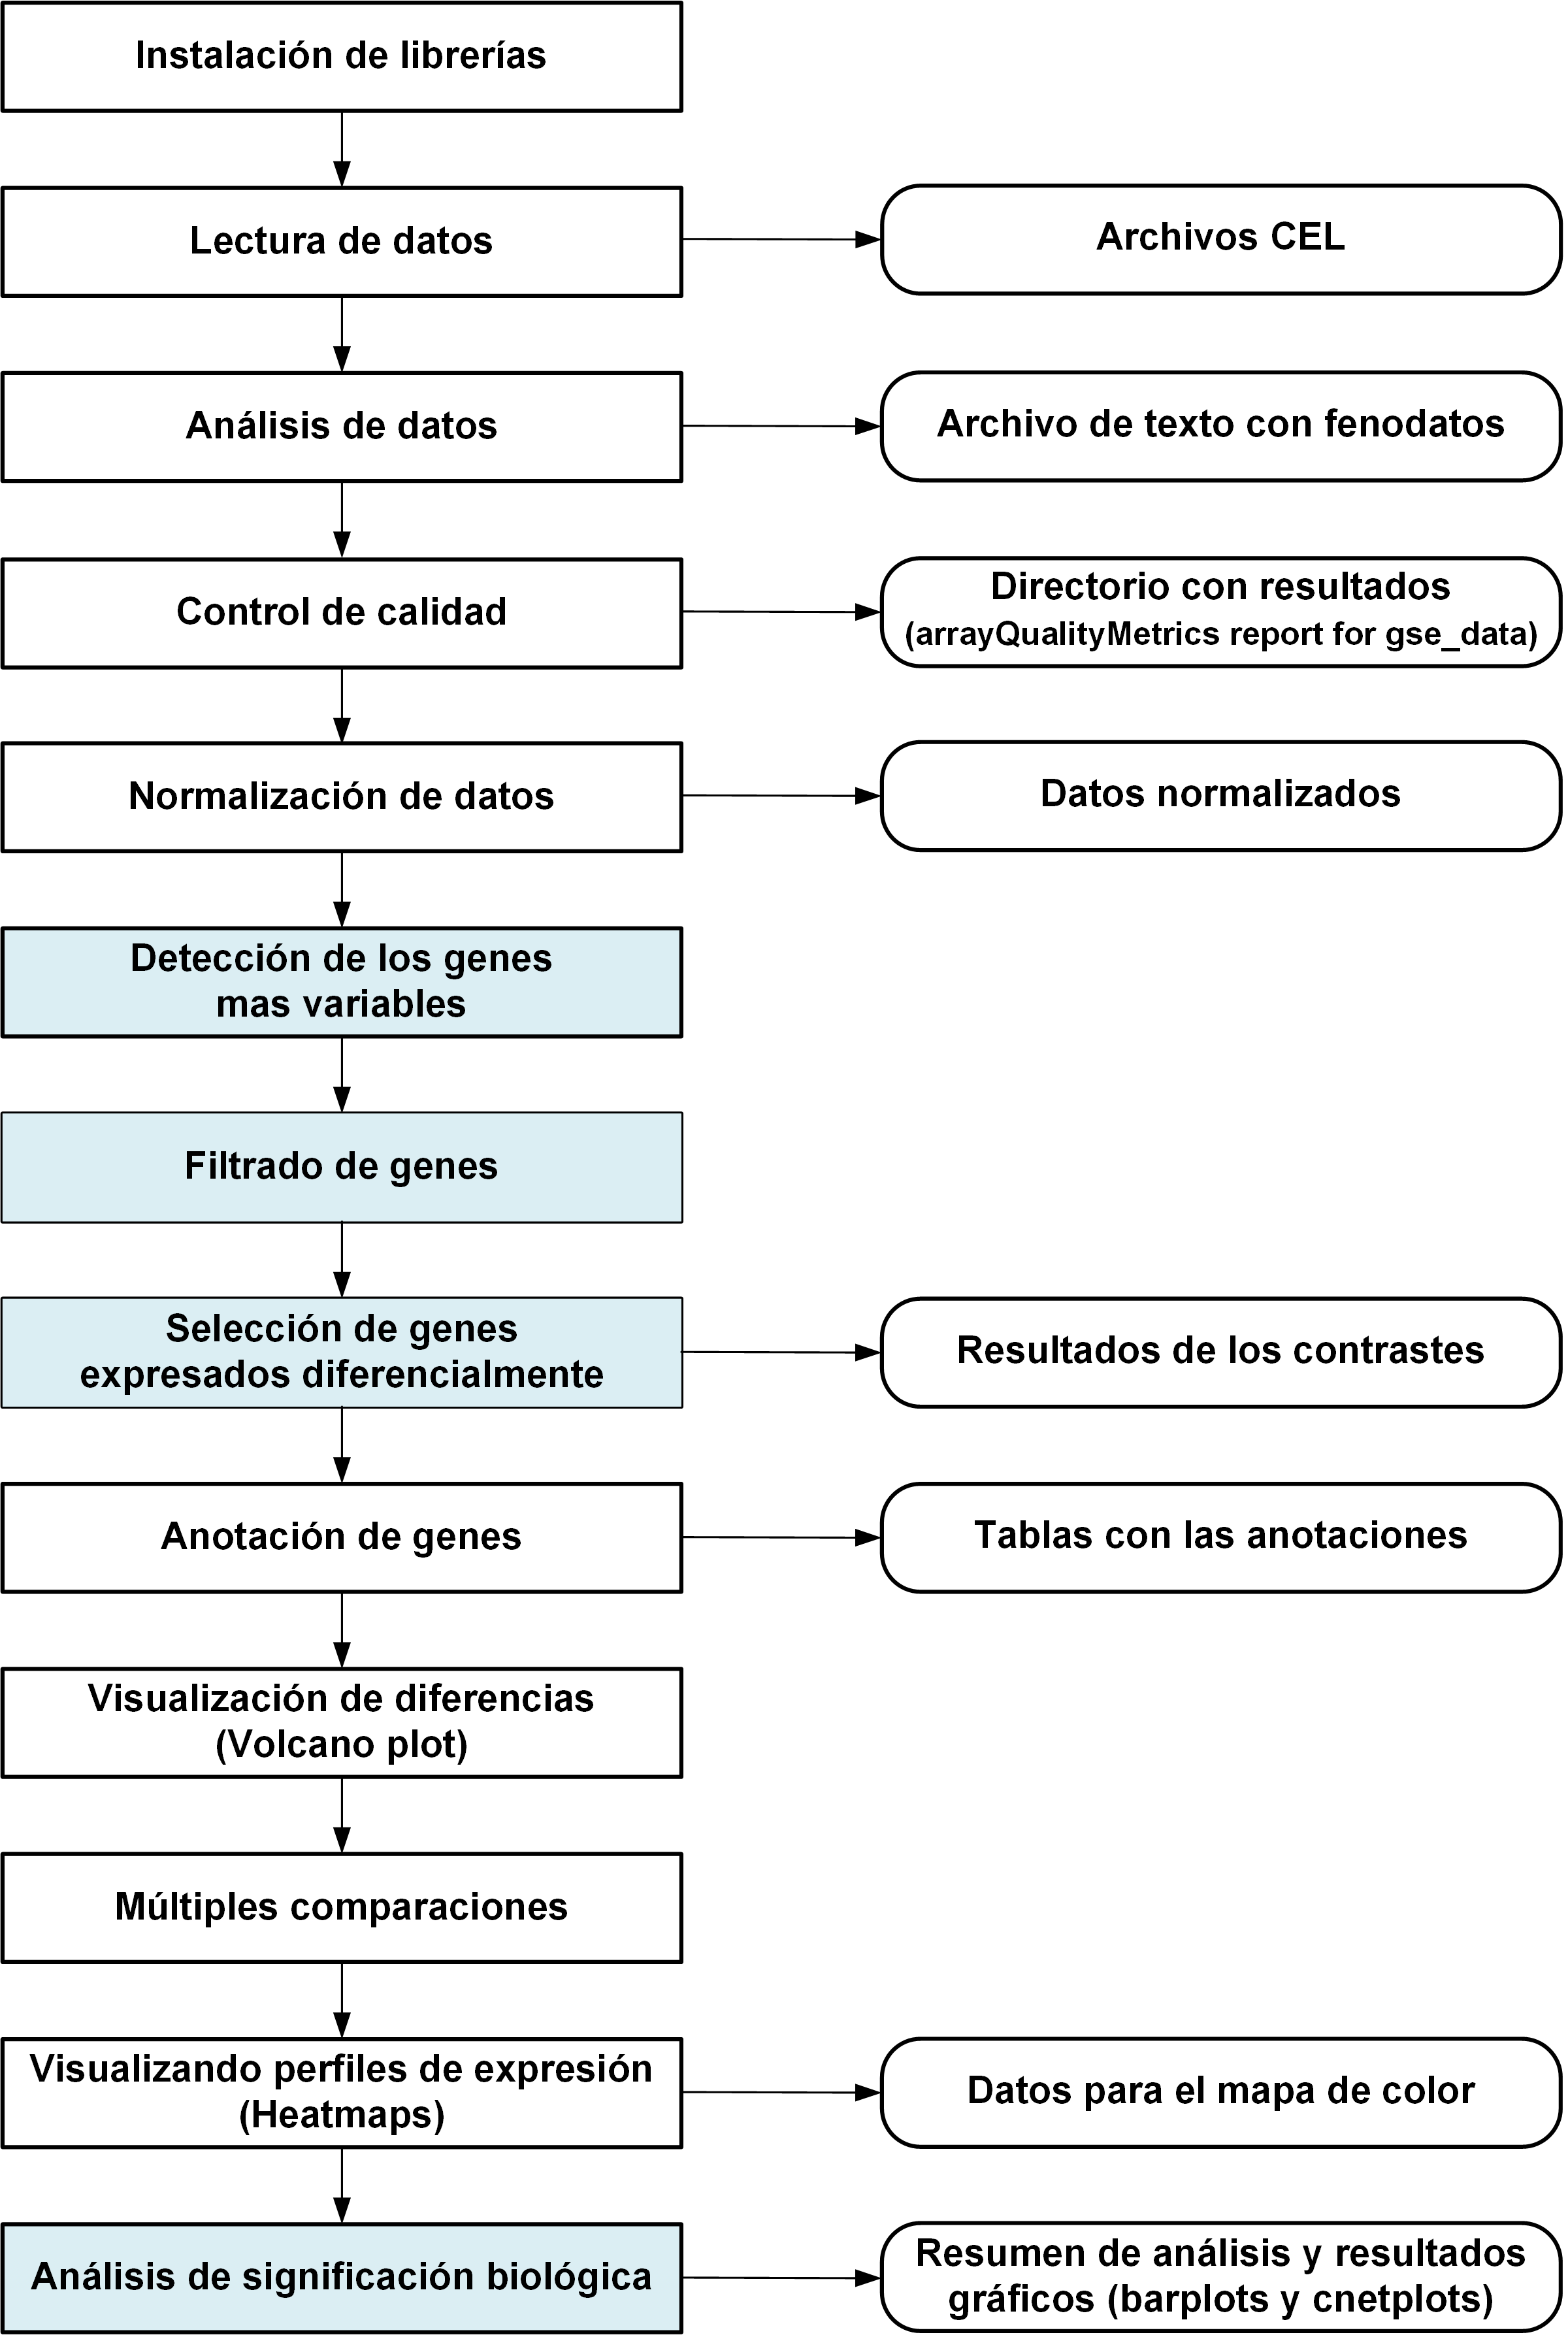 Instalación de librerías
Lectura de datos
Archivos CEL
Análisis de datos
Archivo de texto con fenodatos
Control de calidad
Directorio con resultados
(arrayQualityMetrics report for gse_data)
Normalización de datos
Datos normalizados
Detección de los genes
mas variables
Filtrado de genes
Selección de genes
expresados diferencialmente
Resultados de los contrastes
Anotación de genes
Tablas con las anotaciones
Visualización de diferencias
(Volcano plot)
Múltiples comparaciones
Visualizando perfiles de expresión
(Heatmaps)
Datos para el mapa de color
Análisis de significación biológica
Resumen de análisis y resultados
gráficos (barplots y cnetplots)